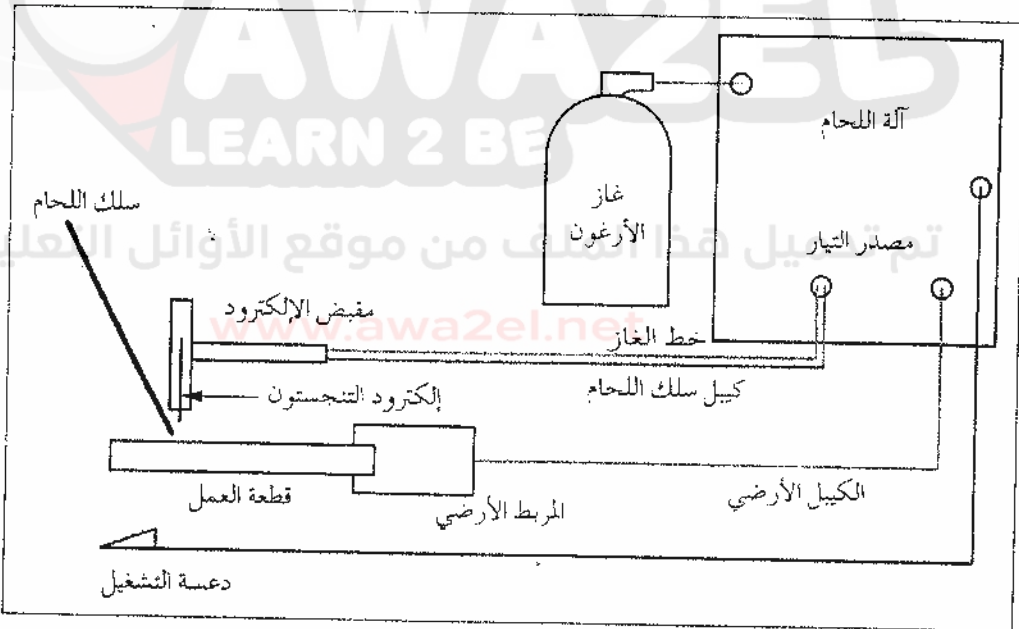 AWA2EL
LEARN 2 BE
آلة اللحام
غاز
الأرغون
سلك اللحام
تم تحميل هذا الملف من موقع الأوائل التعلي
مصدر التيار
مقبض الإلكترود
www.awa2el.net
خط الغاز
كيبل سلك اللحام
إلكترود التنجستون
قطعة العمل
المربط الأرضي
الكيبل الأرضي
دعسة التشغيل